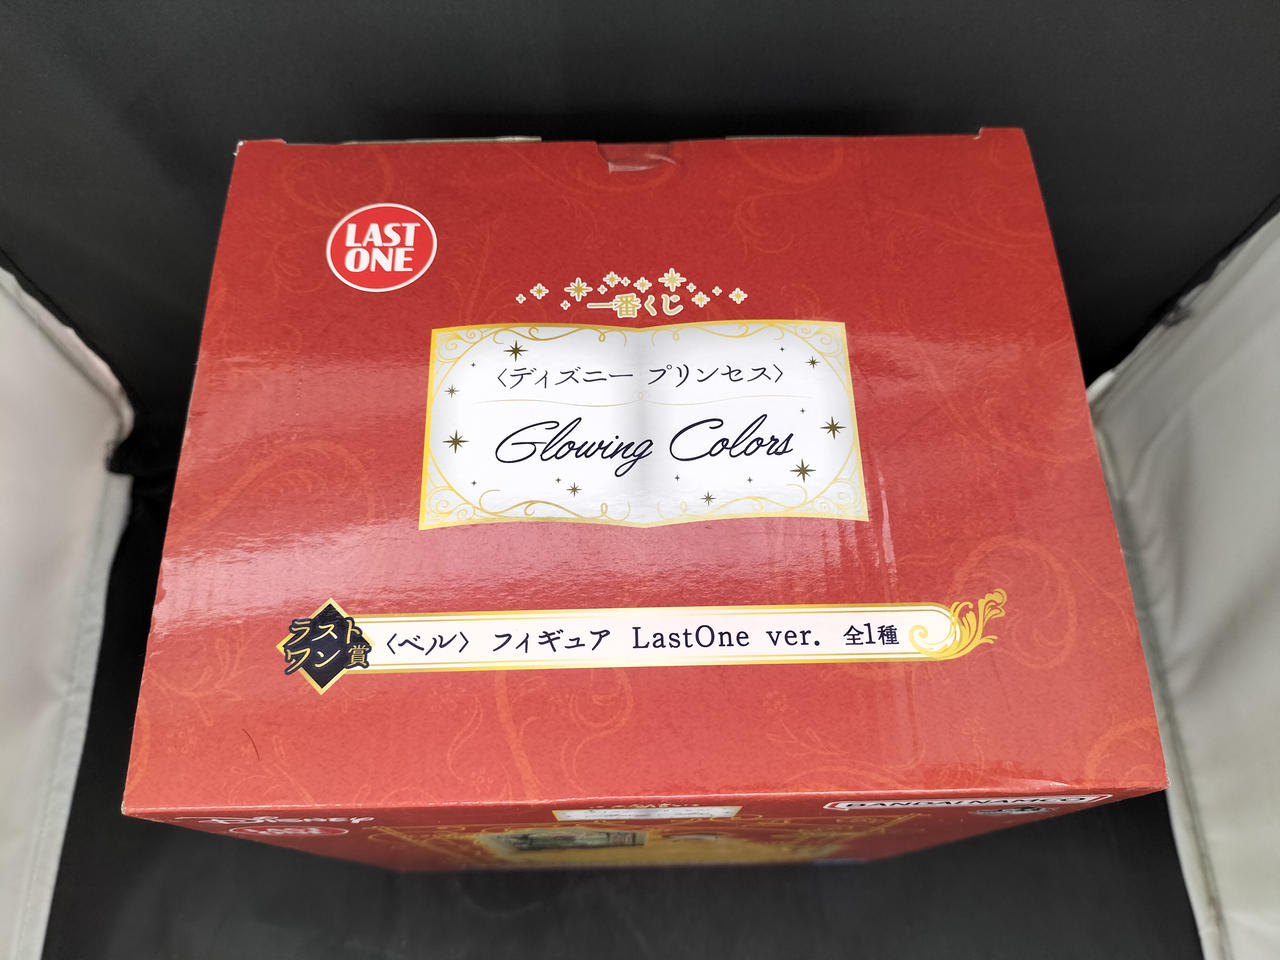 LAST
ONE
一番くじ
〈ディズニー プリンセス〉
Glowing Colors
ラスト
ワン賞
〈ベル〉 フィギュア LastOne ver. 全1種
Disney
BANDAI NAMCO